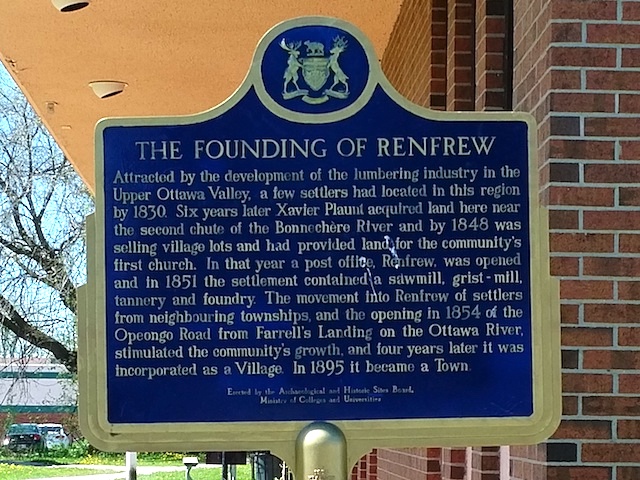 THE FOUNDING OF RENFREW
Attracted by the development of the lumbering industry in the
Upper Ottawa Valley, a few settlers had located in this region
by 1830. Six years later Xavier Plaunt acquired land here near
the second chute of the Bonnechère River and by 1848 was
selling village lots and had provided land for the community's
first church. In that year a post office, Renfrew, was opened
and in 1851 the settlement contained a sawmill, grist-mill,
tannery and foundry. The movement into Renfrew of settlers
from neighbouring townships, and the opening in 1854 of the
Opeongo Road from Farrell's Landing on the Ottawa River,
stimulated the community's growth, and four years later it was
incorporated as a Village. In 1895 it became a Town.
Erected by the Archaeological and Historic Sites Board,
Ministry of Colleges and Universities